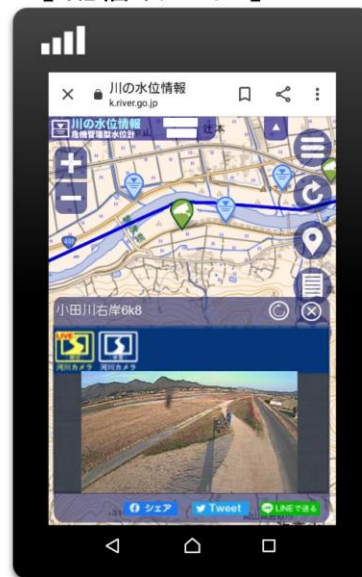 川の水位情報
k.river.go.jp
川の水位情報
危機管理型水位計
辻本
小田川右岸6k8
LIVE
河川カメラ
河川カメラ
シェア
Tweet
LINEで送る